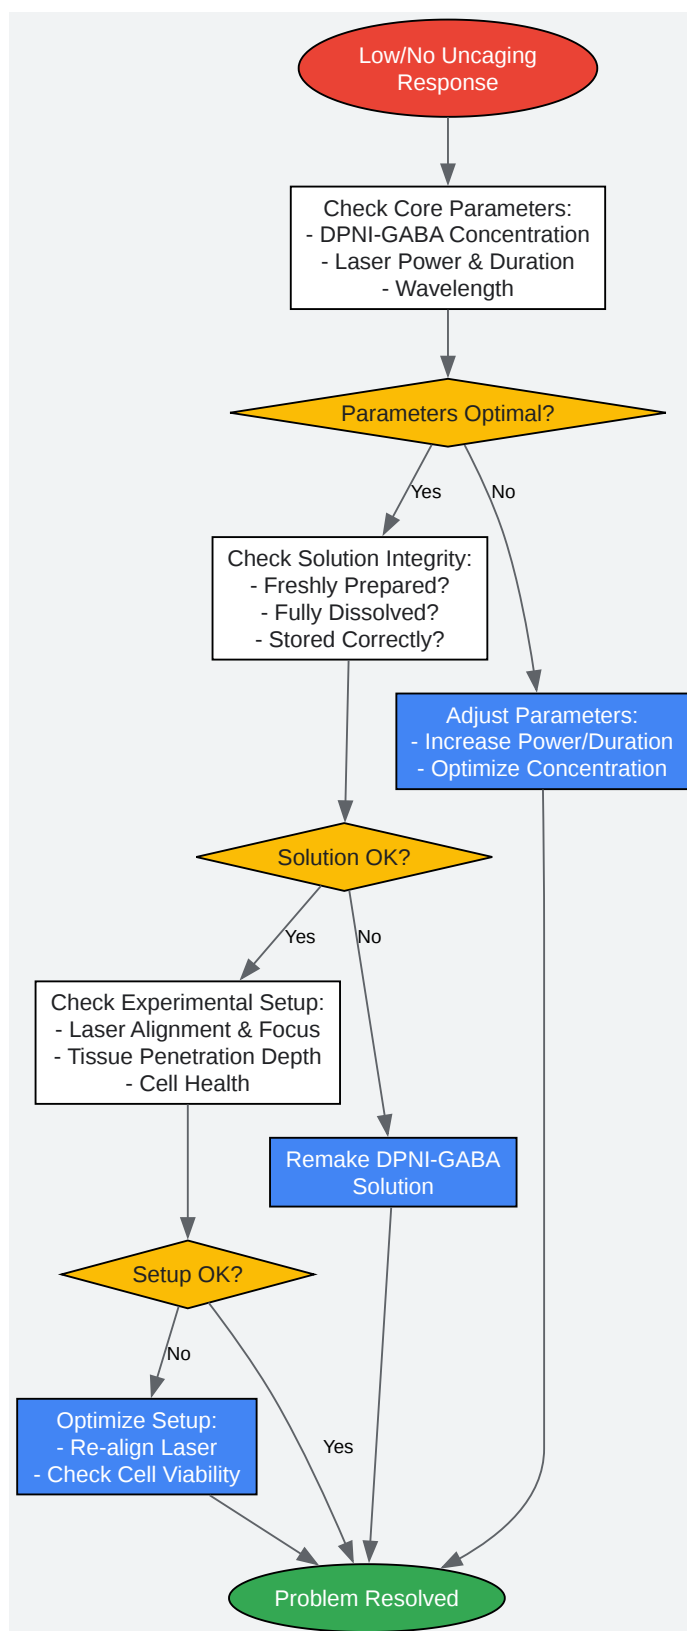 Low/No Uncaging
Response
Check Core Parameters:
- DPNI-GABA Concentration
- Laser Power & Duration
- Wavelength
Parameters Optimal?
Yes
No
Check Solution Integrity:
- Freshly Prepared?
- Fully Dissolved?
- Stored Correctly?
Adjust Parameters:
- Increase Power/Duration
- Optimize Concentration
Solution OK?
Yes
No
Check Experimental Setup:
- Laser Alignment & Focus
- Tissue Penetration Depth
- Cell Health
Remake DPNI-GABA
Solution
Setup OK?
No
Optimize Setup:
- Re-align Laser
- Check Cell Viability
Yes
Problem Resolved